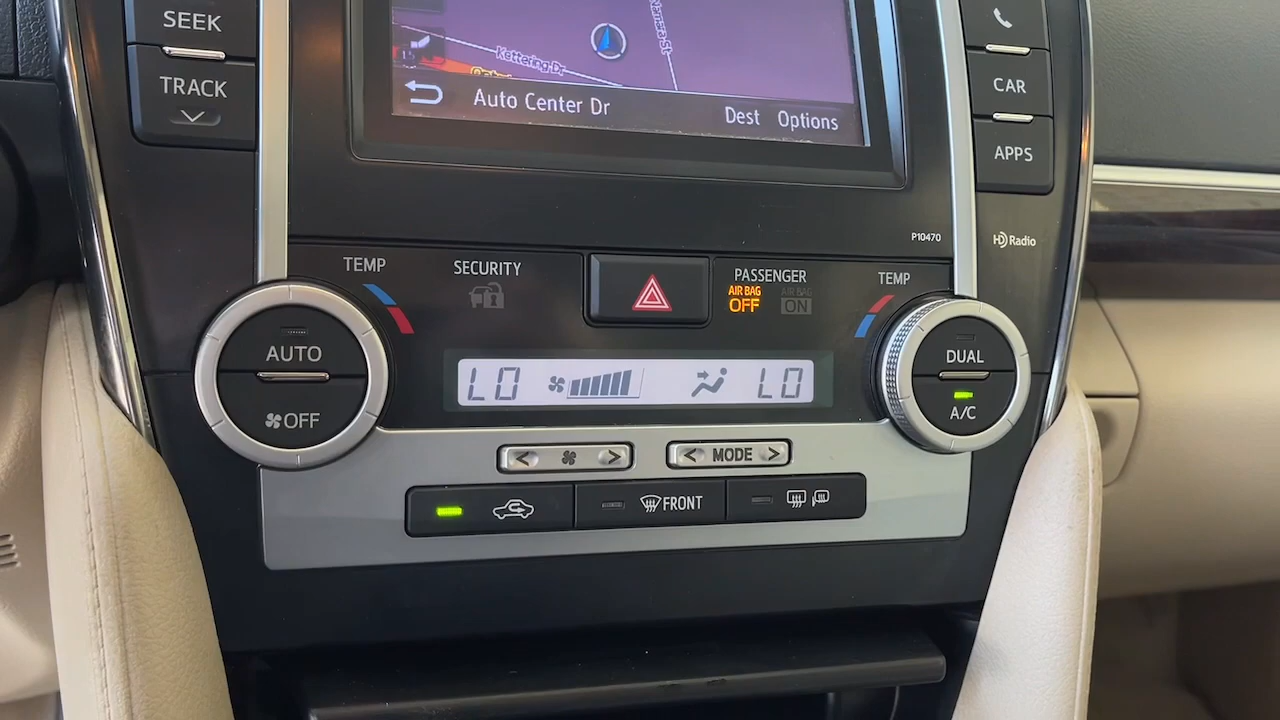 SEEK
TRACK
Kettering Dr
Auto Center Dr
Dest Options
CAR
APPS
P10470
HD Radio
TEMP
SECURITY
PASSENGER
AIR BAG
OFF
AIR BAG
ON
TEMP
AUTO
OFF
LO
LO
DUAL
A/C
MODE
FRONT